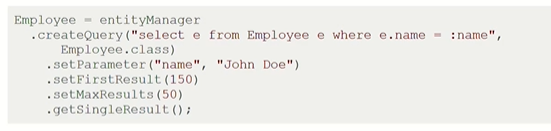 Employee = entityManager
.createQuery("select e from Employee e where e.name = :name",
Employee.class)
.setParameter("name", "John Doe")
.setFirstResult(150)
.setMaxResults(50)
.getSingleResult();